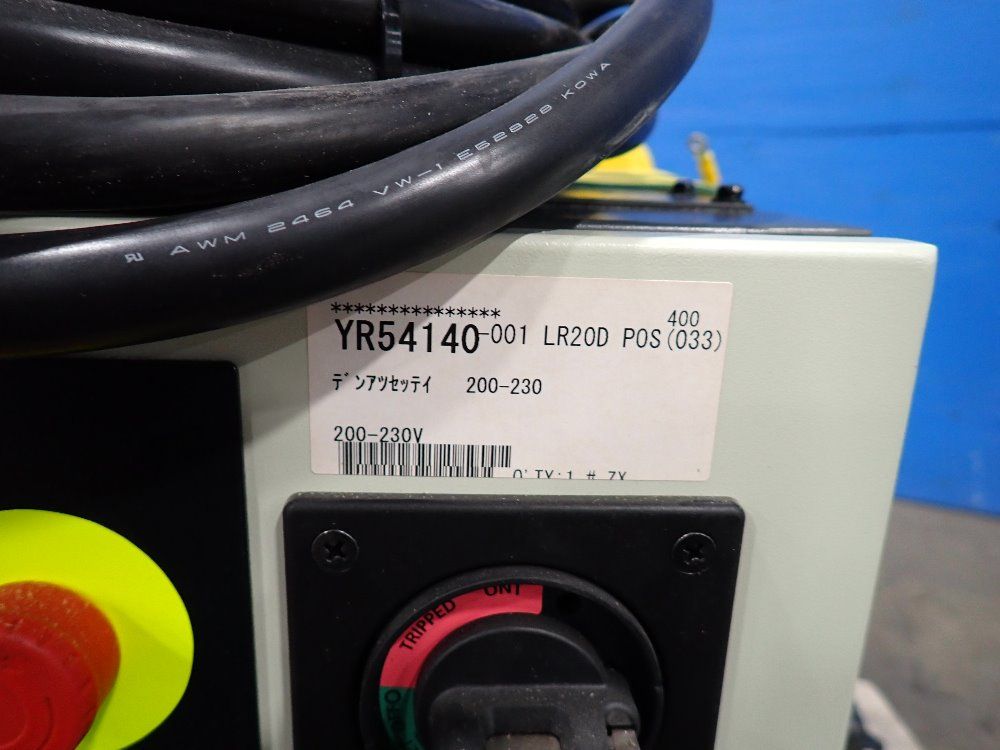 AWM 2464 VW-1 E52828 KOWA
***************
400
YR54140-001 LR20D POS(033)
ﾃﾞﾝｱﾂｾｯﾃｲ 200-230
200-230V
Q'TY:1 # ZX
TRIPPED ON